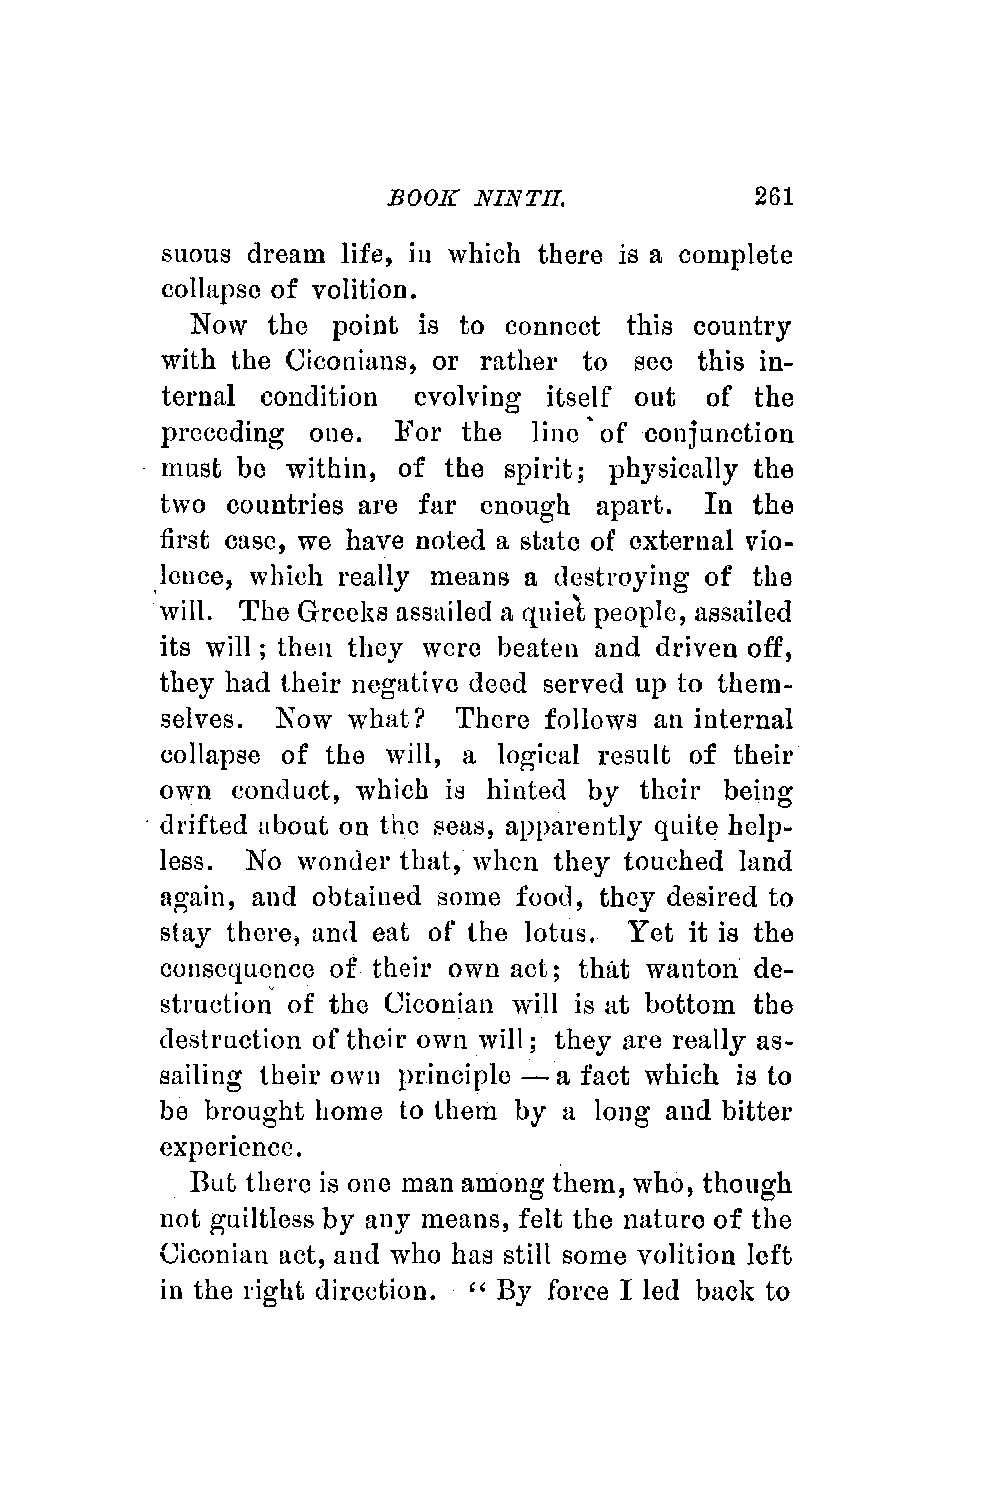 BOOK NINTH. 261
suous dream life, in which there is a complete
collapse of volition.
Now the point is to connect this country
with the Ciconians, or rather to see this in-
ternal condition evolving itself out of the
preceding one. For the line of conjunction
must be within, of the spirit; physically the
two countries are far enough apart. In the
first case, we have noted a state of external vio-
lence, which really means a destroying of the
will. The Greeks assailed a quiet people, assailed
its will; then they were beaten and driven off,
they had their negative deed served up to them-
selves. Now what? There follows an internal
collapse of the will, a logical result of their
own conduct, which is hinted by their being
drifted about on the seas, apparently quite help-
less. No wonder that, when they touched land
again, and obtained some food, they desired to
stay there, and eat of the lotus. Yet it is the
consequence of their own act; that wanton de-
struction of the Ciconian will is at bottom the
destruction of their own will; they are really as-
sailing their own principle — a fact which is to
be brought home to them by a long and bitter
experience.
But there is one man among them, who, though
not guiltless by any means, felt the nature of the
Ciconian act, and who has still some volition left
in the right direction. "By force I led back to